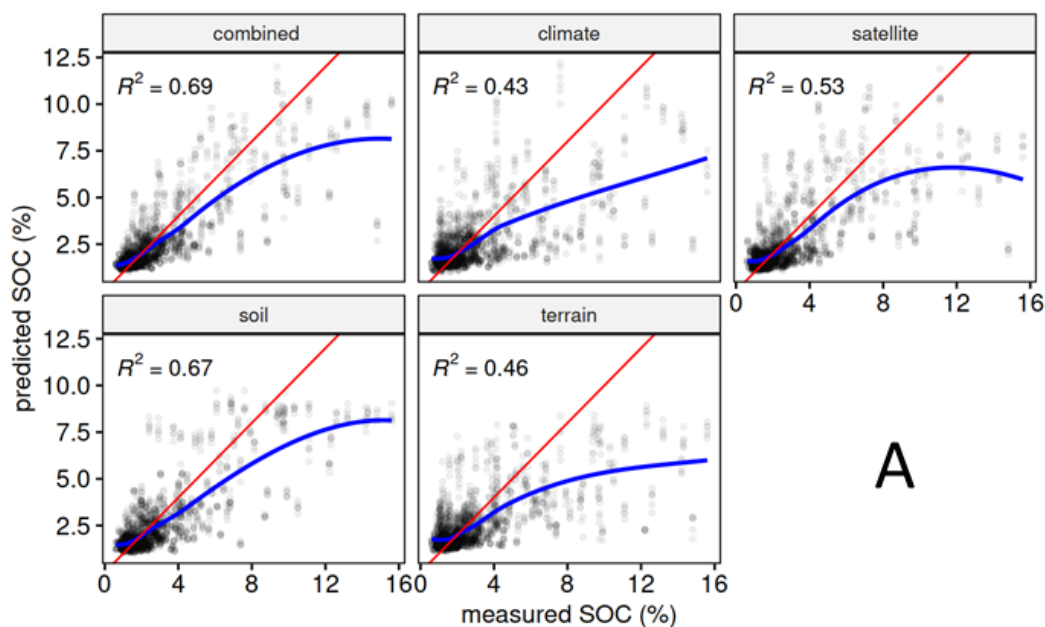 combined
climate
satellite
12.5
10.0
7.5
5.0
2.5
R² = 0.69
R² = 0.43
R² = 0.53
0 4 8 12 16
soil
terrain
12.5
10.0
7.5
5.0
2.5
R² = 0.67
R² = 0.46
A
0 4 8 12 16
0 4 8 12 16
predicted SOC (%)
measured SOC (%)